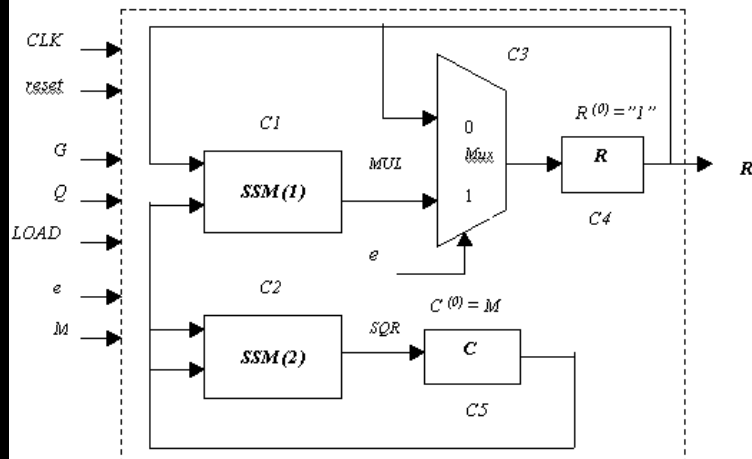 CLK
reset
G
Q
LOAD
e
M
C1
SSM(1)
MUL
C3
0
Mux
1
e
R (0) = "1"
R
C4
R
C2
SSM(2)
SQR
C (0) = M
C
C5